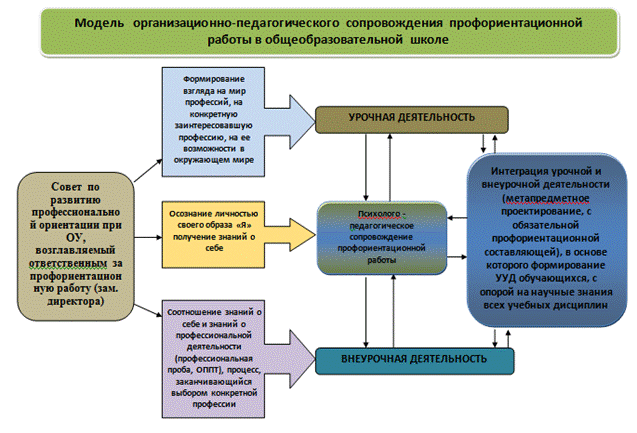 Модель организационно-педагогического сопровождения профориентационной
работы в общеобразовательной школе
Совет по
развитию
профессионально
й ориентации при
ОУ,
возглавляемый
ответственным за
профориентацион
ную работу (зам.
директора)
Формирование
взгляда на мир
профессий, на
конкретную
заинтересовавшую
профессию, на ее
возможности в
окружающем мире
Осознание личностью
своего образа «Я»
получение знаний о
себе
Соотношение знаний о
себе и знаний о
профессиональной
деятельности
(профессиональная
проба, ОППТ), процесс,
заканчивающийся
выбором конкретной
профессии
УРОЧНАЯ ДЕЯТЕЛЬНОСТЬ
Психолого -
педагогическое
сопровождение
профориентационной
работы
ВНЕУРОЧНАЯ ДЕЯТЕЛЬНОСТЬ
Интеграция урочной и
внеурочной деятельности
(метапредметное
проектирование, с
обязательной
профориентационной
составляющей), в основе
которого формирование
УУД обучающихся, с
опорой на научные знания
всех учебных дисциплин